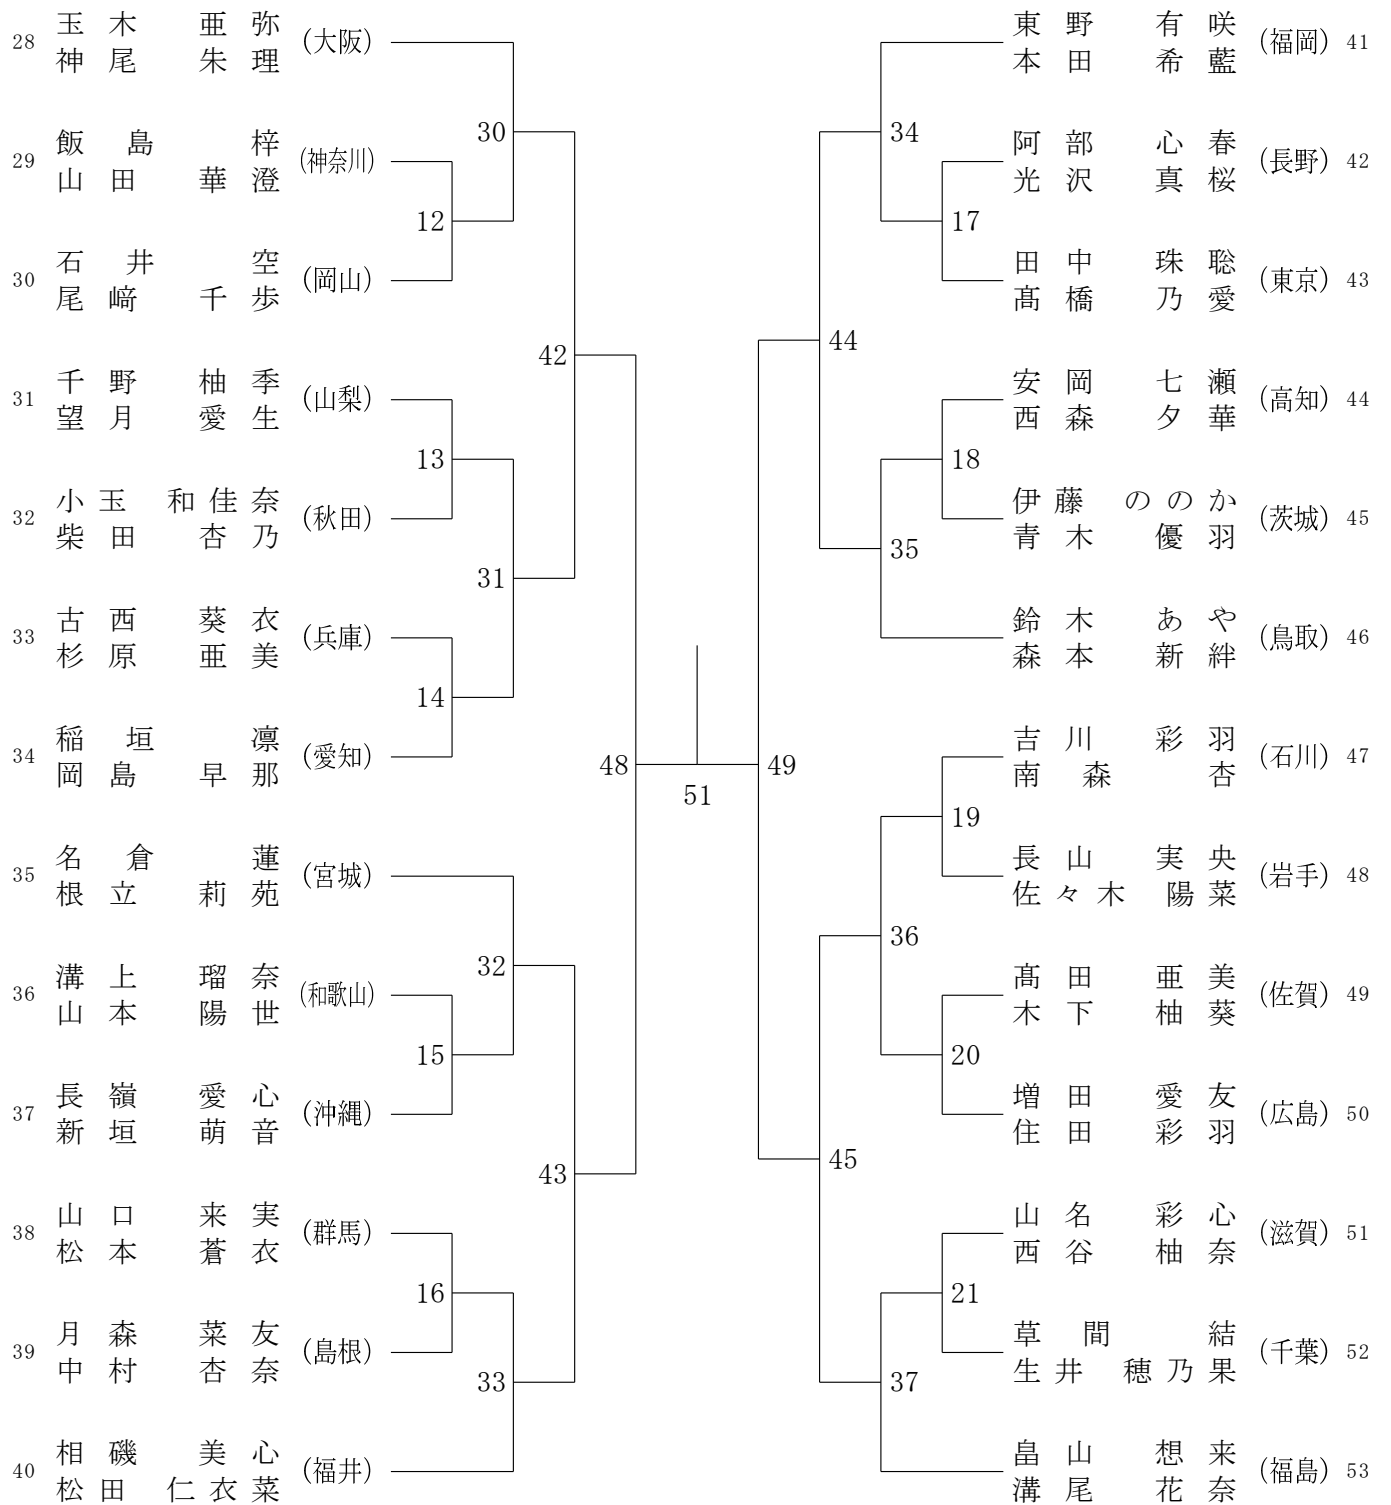 28 玉木 亜弥 (大阪)
神尾 朱理
29 飯島 梓 (神奈川)
山田 華澄
30 石井 空 (岡山)
尾﨑 千歩
31 千野 柚季 (山梨)
望月 愛生
32 小玉 和佳奈 (秋田)
柴田 杏乃
33 古西 葵衣 (兵庫)
杉原 亜美
34 稲垣 凛 (愛知)
岡島 早那
35 名倉 蓮 (宮城)
根立 莉苑
36 溝上 瑠奈 (和歌山)
山本 陽世
37 長嶺 愛心 (沖縄)
新垣 萌音
38 山口 来実 (群馬)
松本 蒼衣
39 月森 菜友 (島根)
中村 杏奈
40 相磯 美心 (福井)
松田 仁衣菜
30
12
42
13
31
14
48
32
15
43
16
33
51
49
34
17
44
18
35
19
36
20
45
21
37
東野 有咲 (福岡) 41
本田 希藍
阿部 心春 (長野) 42
光沢 真桜
田中 珠聡 (東京) 43
髙橋 乃愛
安岡 七瀬 (高知) 44
西森 夕華
伊藤 ののか (茨城) 45
青木 優羽
鈴木 あや (鳥取) 46
森本 新絆
吉川 彩羽 (石川) 47
南森 杏
長山 実央 (岩手) 48
佐々木 陽菜
髙田 亜美 (佐賀) 49
木下 柚葵
増田 愛友 (広島) 50
住田 彩羽
山名 彩心 (滋賀) 51
西谷 柚奈
草間 結 (千葉) 52
生井 穂乃果
畠山 想来 (福島) 53
溝尾 花奈